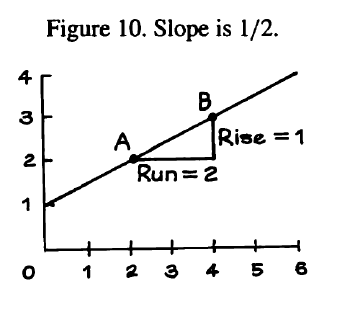 Figure 10. Slope is 1/2.
4
B
3
Rise = 1
A
2
Run = 2
1
0 1 2 3 4 5 6